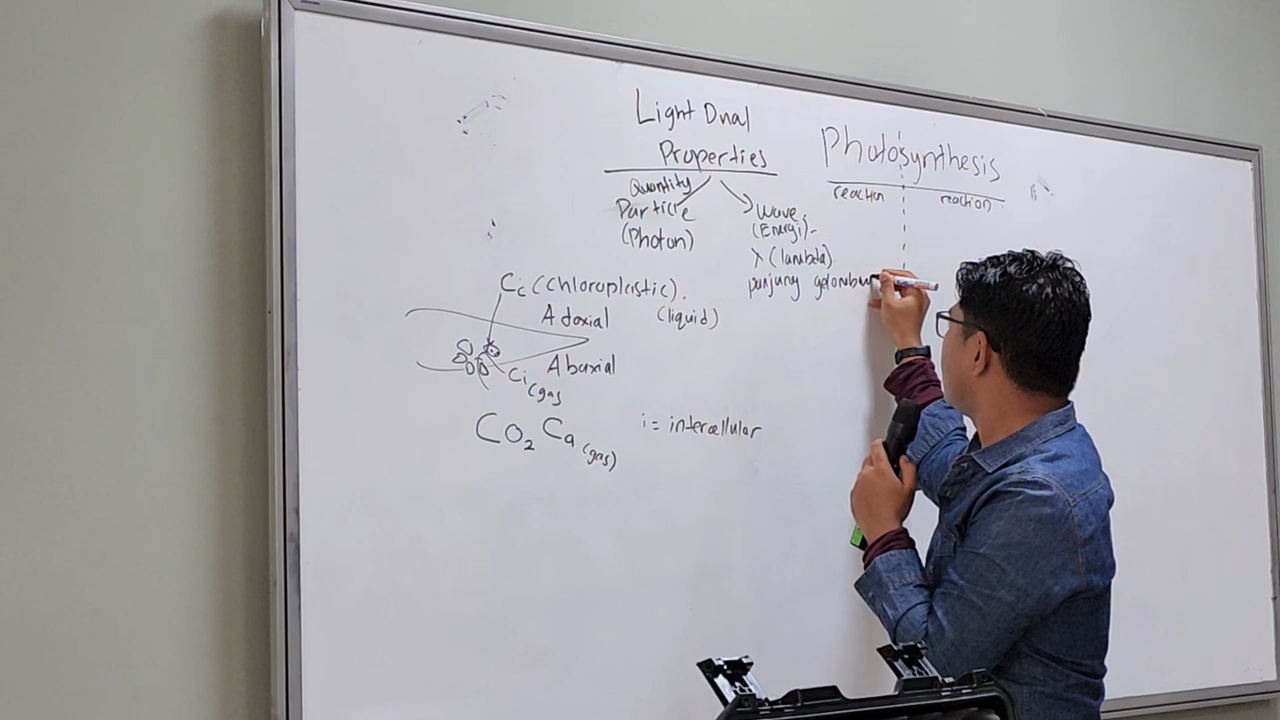 Light Dual
Properties
Quantity
Particle
(Photon)
Wave.
(Energi)-
λ (lambda)
panjang gelombun
Photosynthesis
reaction
reaction.
Cc (Chloroplastic).
(liquid)
Adaxial
Abaxial
Ci (gas
CO2 Ca (gas)
i = intercellular